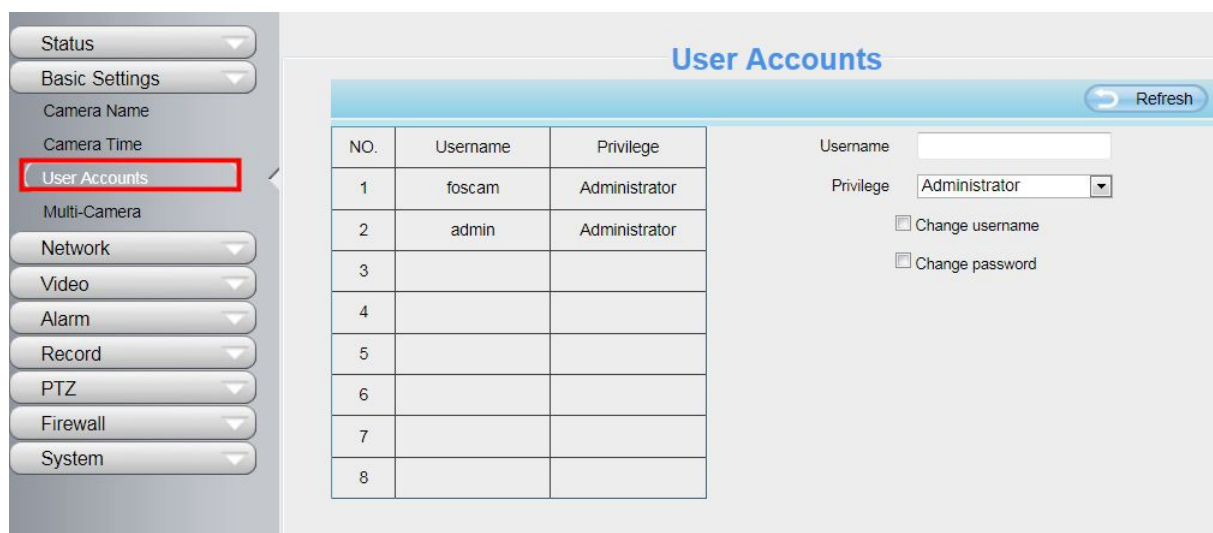 Status
Basic Settings
Camera Name
Camera Time
User Accounts
Multi-Camera
Network
Video
Alarm
Record
PTZ
Firewall
System
User Accounts
Refresh
NO. Username Privilege
1 foscam Administrator
2 admin Administrator
3
4
5
6
7
8
Username
Privilege Administrator
Change username
Change password